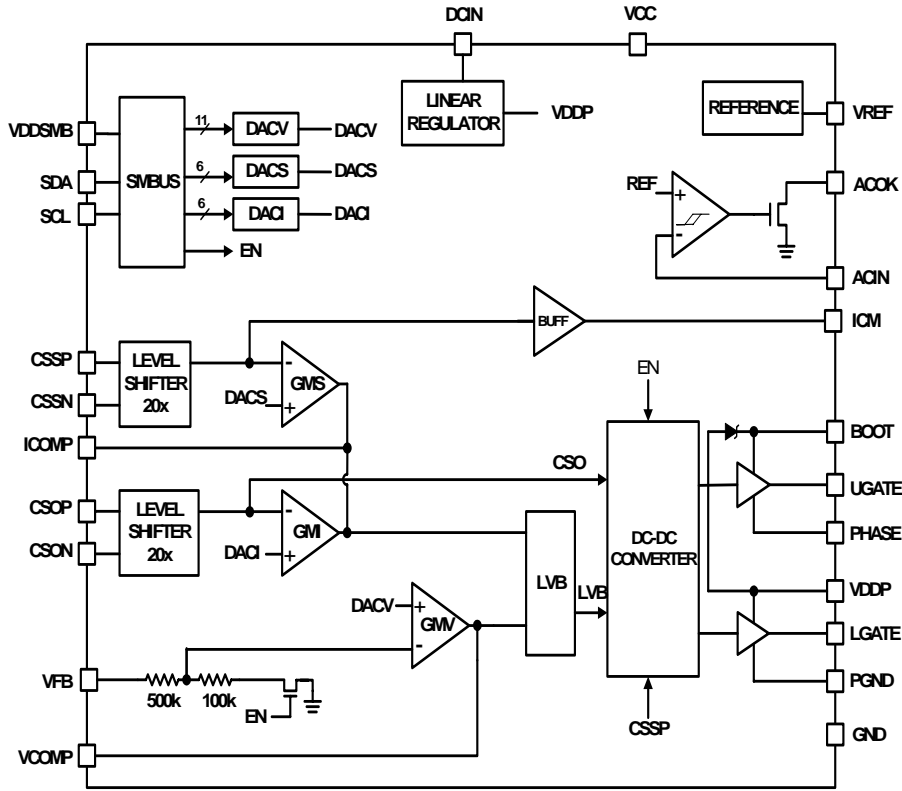 DCIN
VCC
VDDSMB
SDA
SCL
SMBUS
11
DACV
DACV
6
DACS
DACS
6
DACI
DACI
EN
LINEAR
REGULATOR
VDDP
REFERENCE
VREF
REF
+
-
ACOK
ACIN
BUFF
ICM
CSSP
CSSN
LEVEL
SHIFTER
20x
-
GMS
DACS
+
ICOMP
CSOP
CSON
LEVEL
SHIFTER
20x
-
GMI
DACI
+
CSO
EN
DC-DC
CONVERTER
LVB
LVB
CSSP
BOOT
UGATE
PHASE
VDDP
LGATE
PGND
GND
DACV
+
GMV
-
VFB
500k
100k
EN
VCOMP